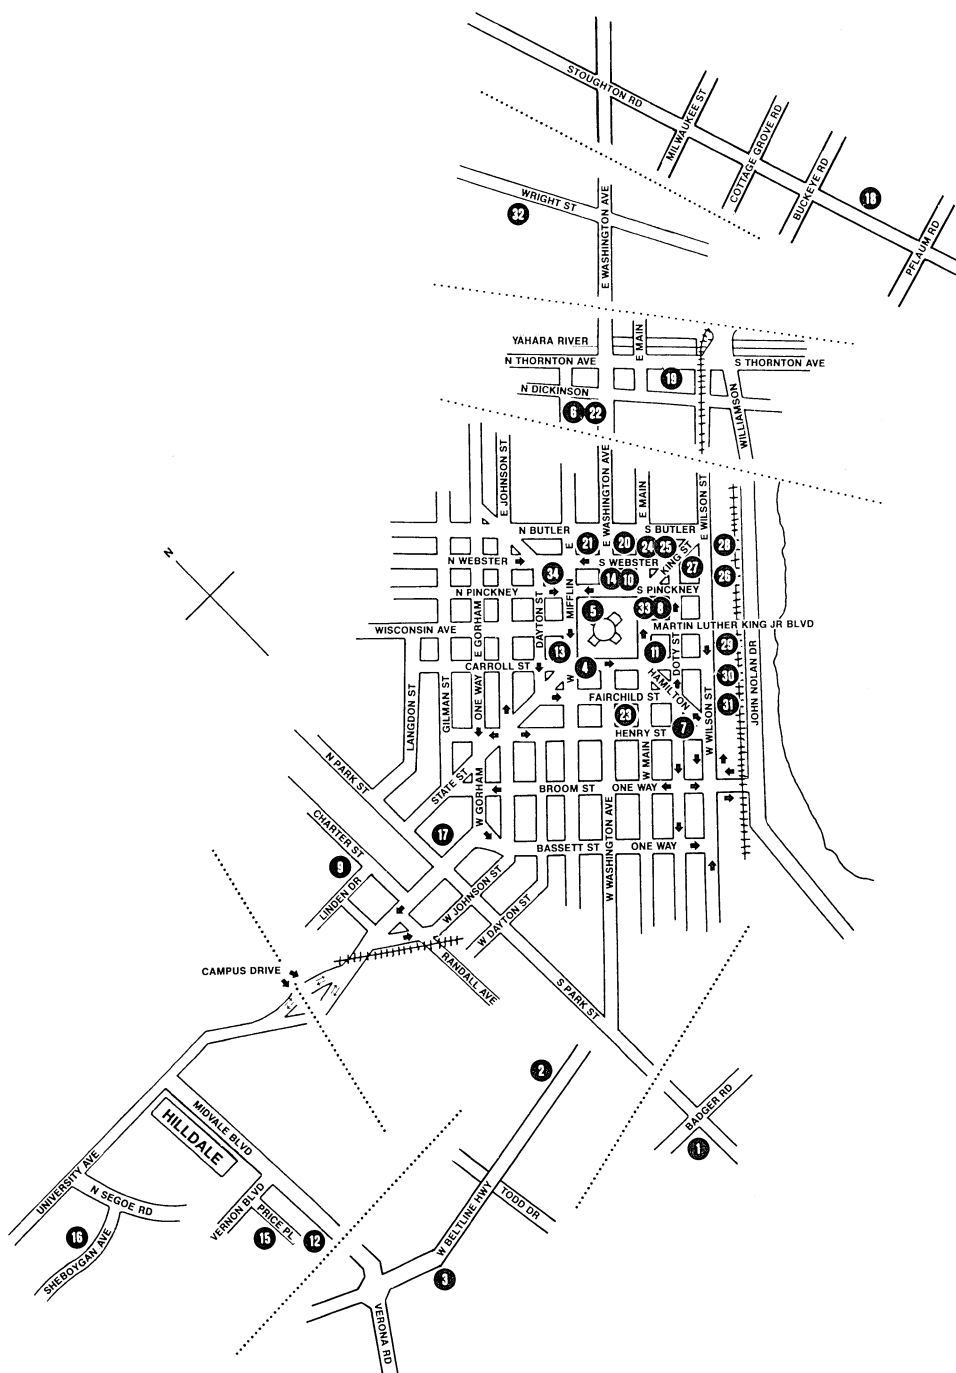 STOUGHTON RD
MILWAUKEE ST
COTTAGE GROVE RD
BUCKEYE RD
18
PFLAUM RD
WRIGHT ST
32
E WASHINGTON AVE
YAHARA RIVER
E MAIN
N THORNTON AVE
S THORNTON AVE
19
N DICKINSON
6
22
WILLIAMSON
E JOHNSON ST
E WASHINGTON AVE
E MAIN
E WILSON ST
N BUTLER
S BUTLER
E
21
20
24
25
KING ST
28
N WEBSTER
S WEBSTER
34
14
10
27
26
N PINCKNEY
S PINCKNEY
MIFFLIN
5
33
8
N
WISCONSIN AVE
E GORHAM
DAYTON ST
MARTIN LUTHER KING JR BLVD
13
4
11
DOTY ST
29
CARROLL ST
W
HAMILTON
30
JOHN NOLAN DR
LANGDON ST
GILMAN ST
ONE WAY
FAIRCHILD ST
23
31
HENRY ST
7
W WILSON ST
N PARK ST
STATE ST
W GORHAM
W MAIN
BROOM ST
ONE WAY
CHARTER ST
17
W WASHINGTON AVE
BASSETT ST
ONE WAY
9
LINDEN DR
W JOHNSON ST
W DAYTON ST
CAMPUS DRIVE
RANDALL AVE
S PARK ST
2
MIDVALE BLVD
HILLDALE
BADGER RD
1
UNIVERSITY AVE
N SEGOE RD
VERNON BLVD
PRICE PL
TODD DR
16
15
12
SHEBOYGAN AVE
W BELTLINE HWY
3
VERONA RD